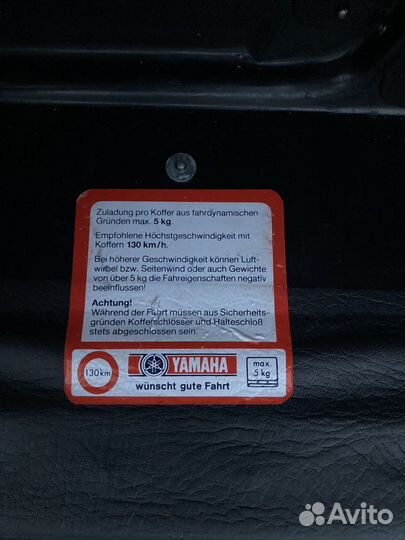 Zuladung pro Koffer aus fahrdynamischen
Gründen max. 5 kg.
Empfohlene Höchstgeschwindigkeit mit
Koffern 130 km/h.
Bei höherer Geschwindigkeit können Luft-
wirbel bzw. Seitenwind oder auch Gewichte
von über 5 kg die Fahreigenschaften negativ
beeinflussen!
Achtung!
Während der Fahrt müssen aus Sicherheits-
gründen Kofferschlösser und Halteschloß
stets abgeschlossen sein.
130 km
YAMAHA
wünscht gute Fahrt
max.
5 kg
Avito